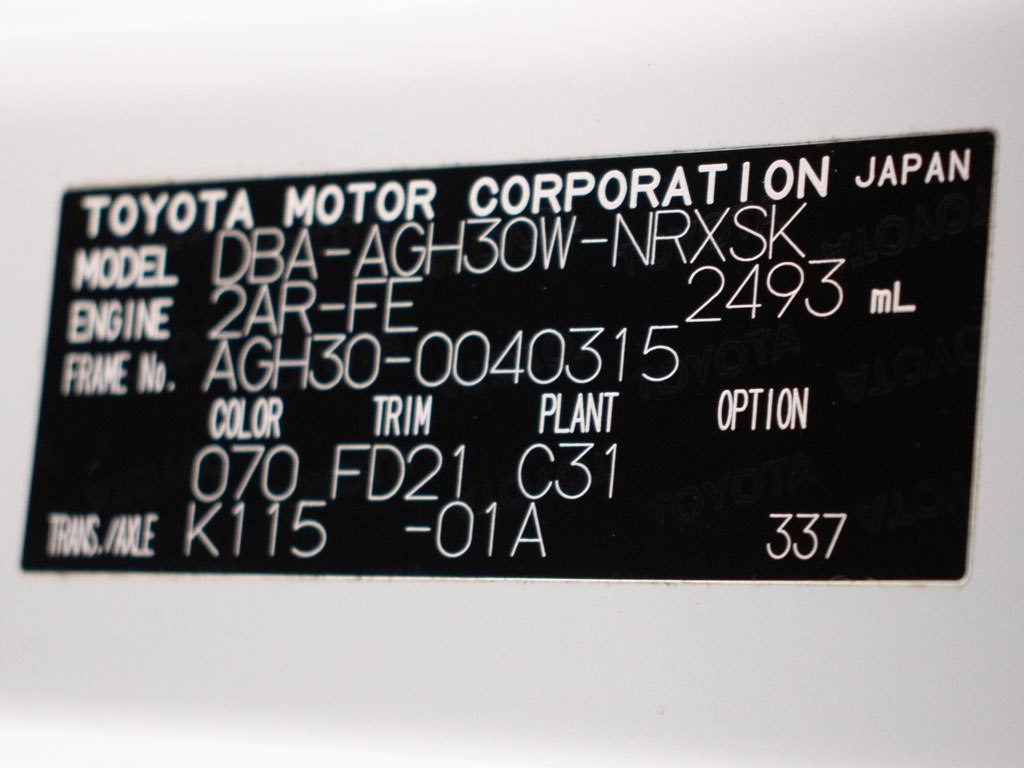 TOYOTA MOTOR CORPORATION JAPAN
MODEL DBA-AGH30W-NRXSK
ENGINE 2AR-FE 2493 mL
FRAME No. AGH30-0040315
COLOR TRIM PLANT OPTION
070 FD21 C31
TRANS./AXLE K115 -01A 337